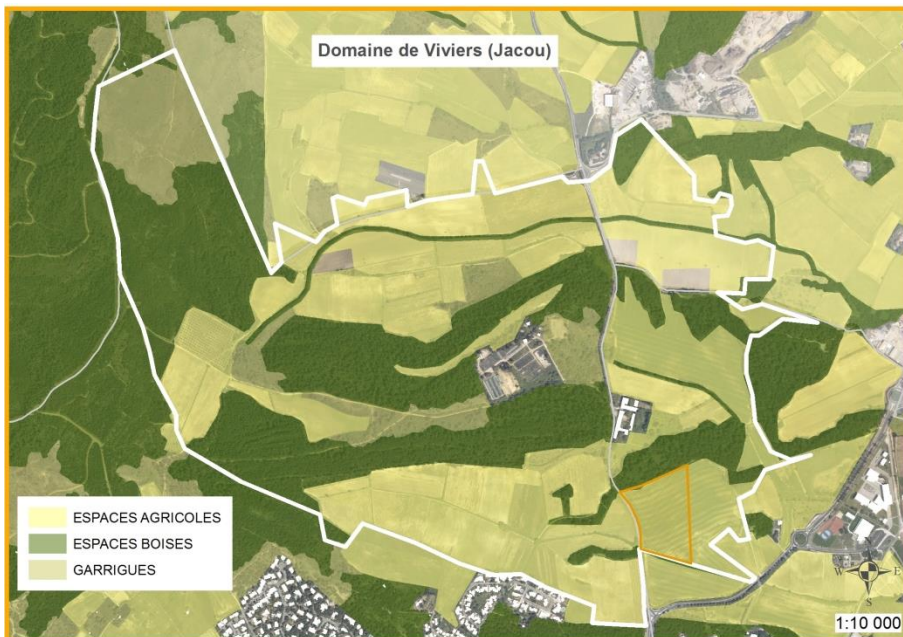 Domaine de Viviers (Jacou)
ESPACES AGRICOLES
ESPACES BOISES
GARRIGUES
N
W E
S
1:10 000